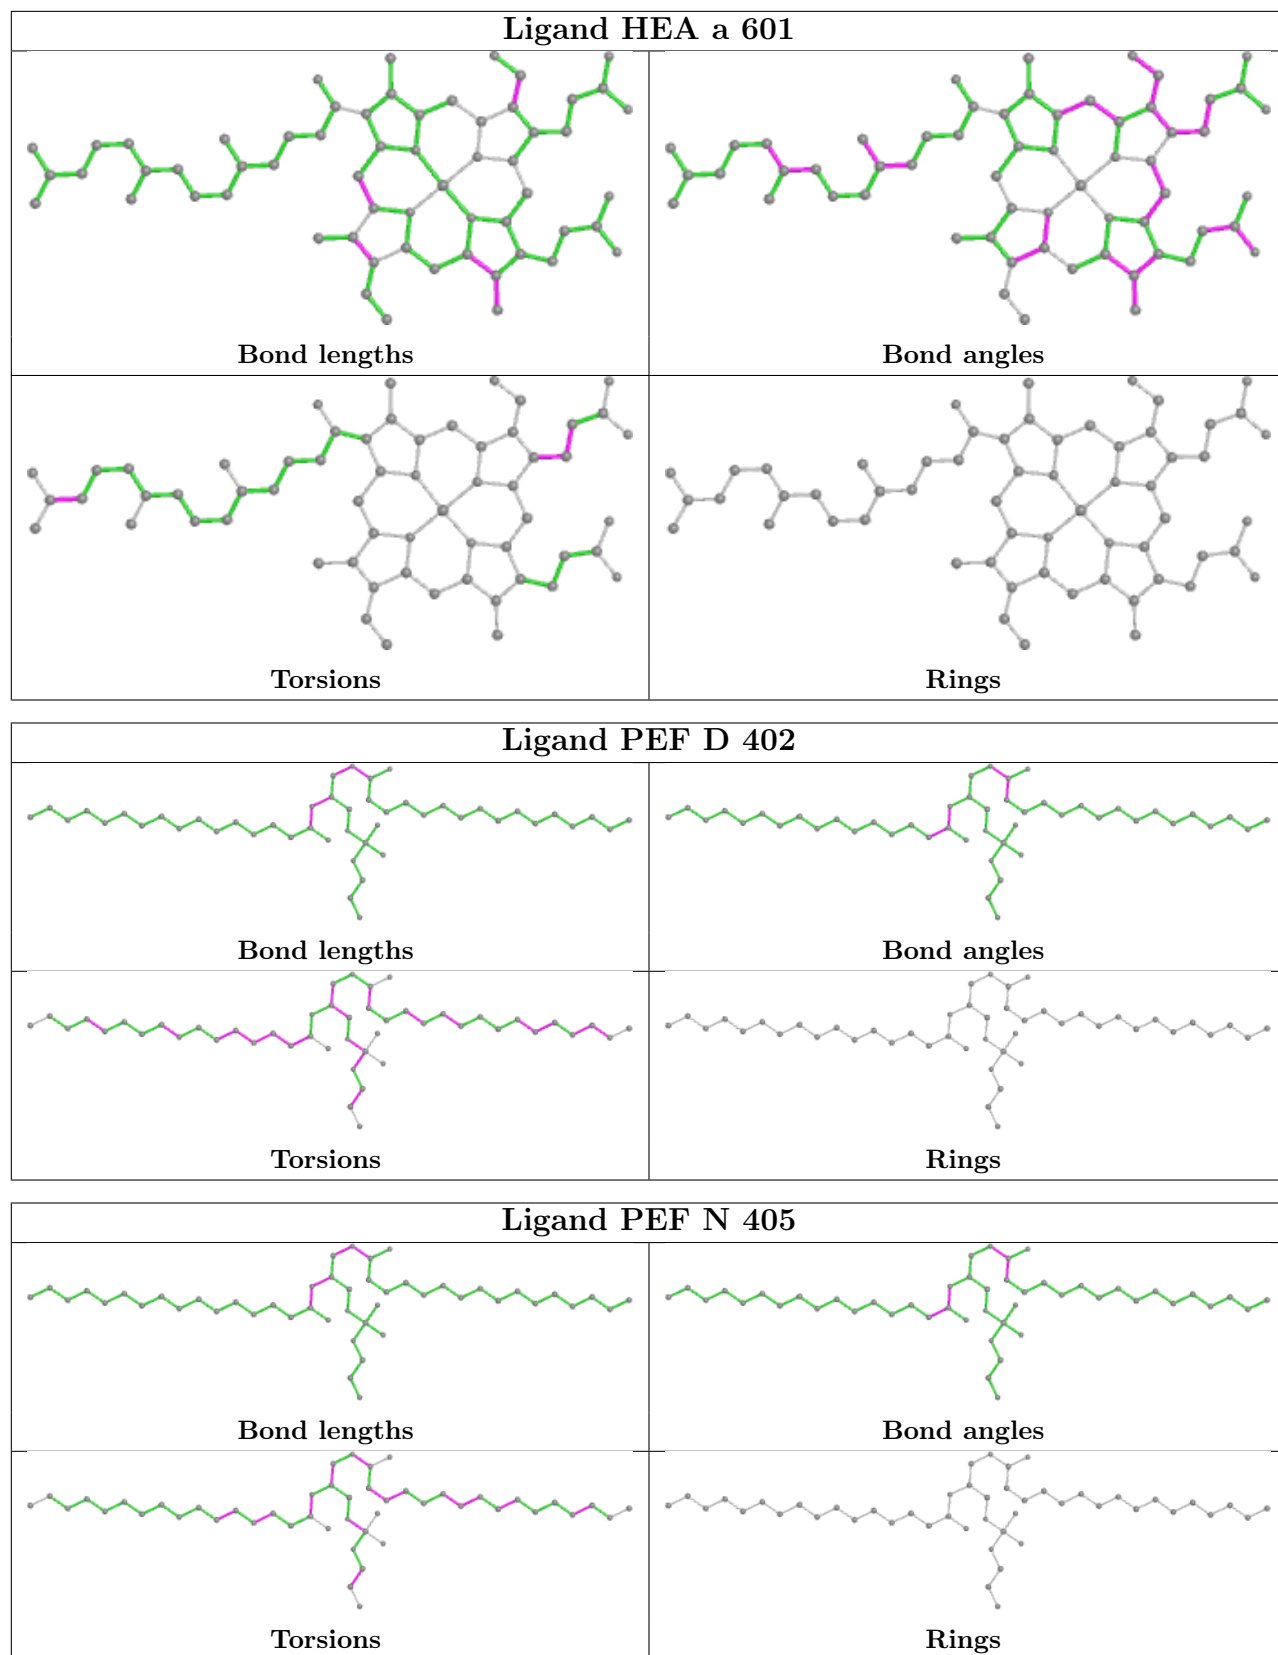 Ligand HEA a 601
Bond lengths
Bond angles
Torsions
Rings
Ligand PEF D 402
Bond lengths
Bond angles
Torsions
Rings
Ligand PEF N 405
Bond lengths
Bond angles
Torsions
Rings